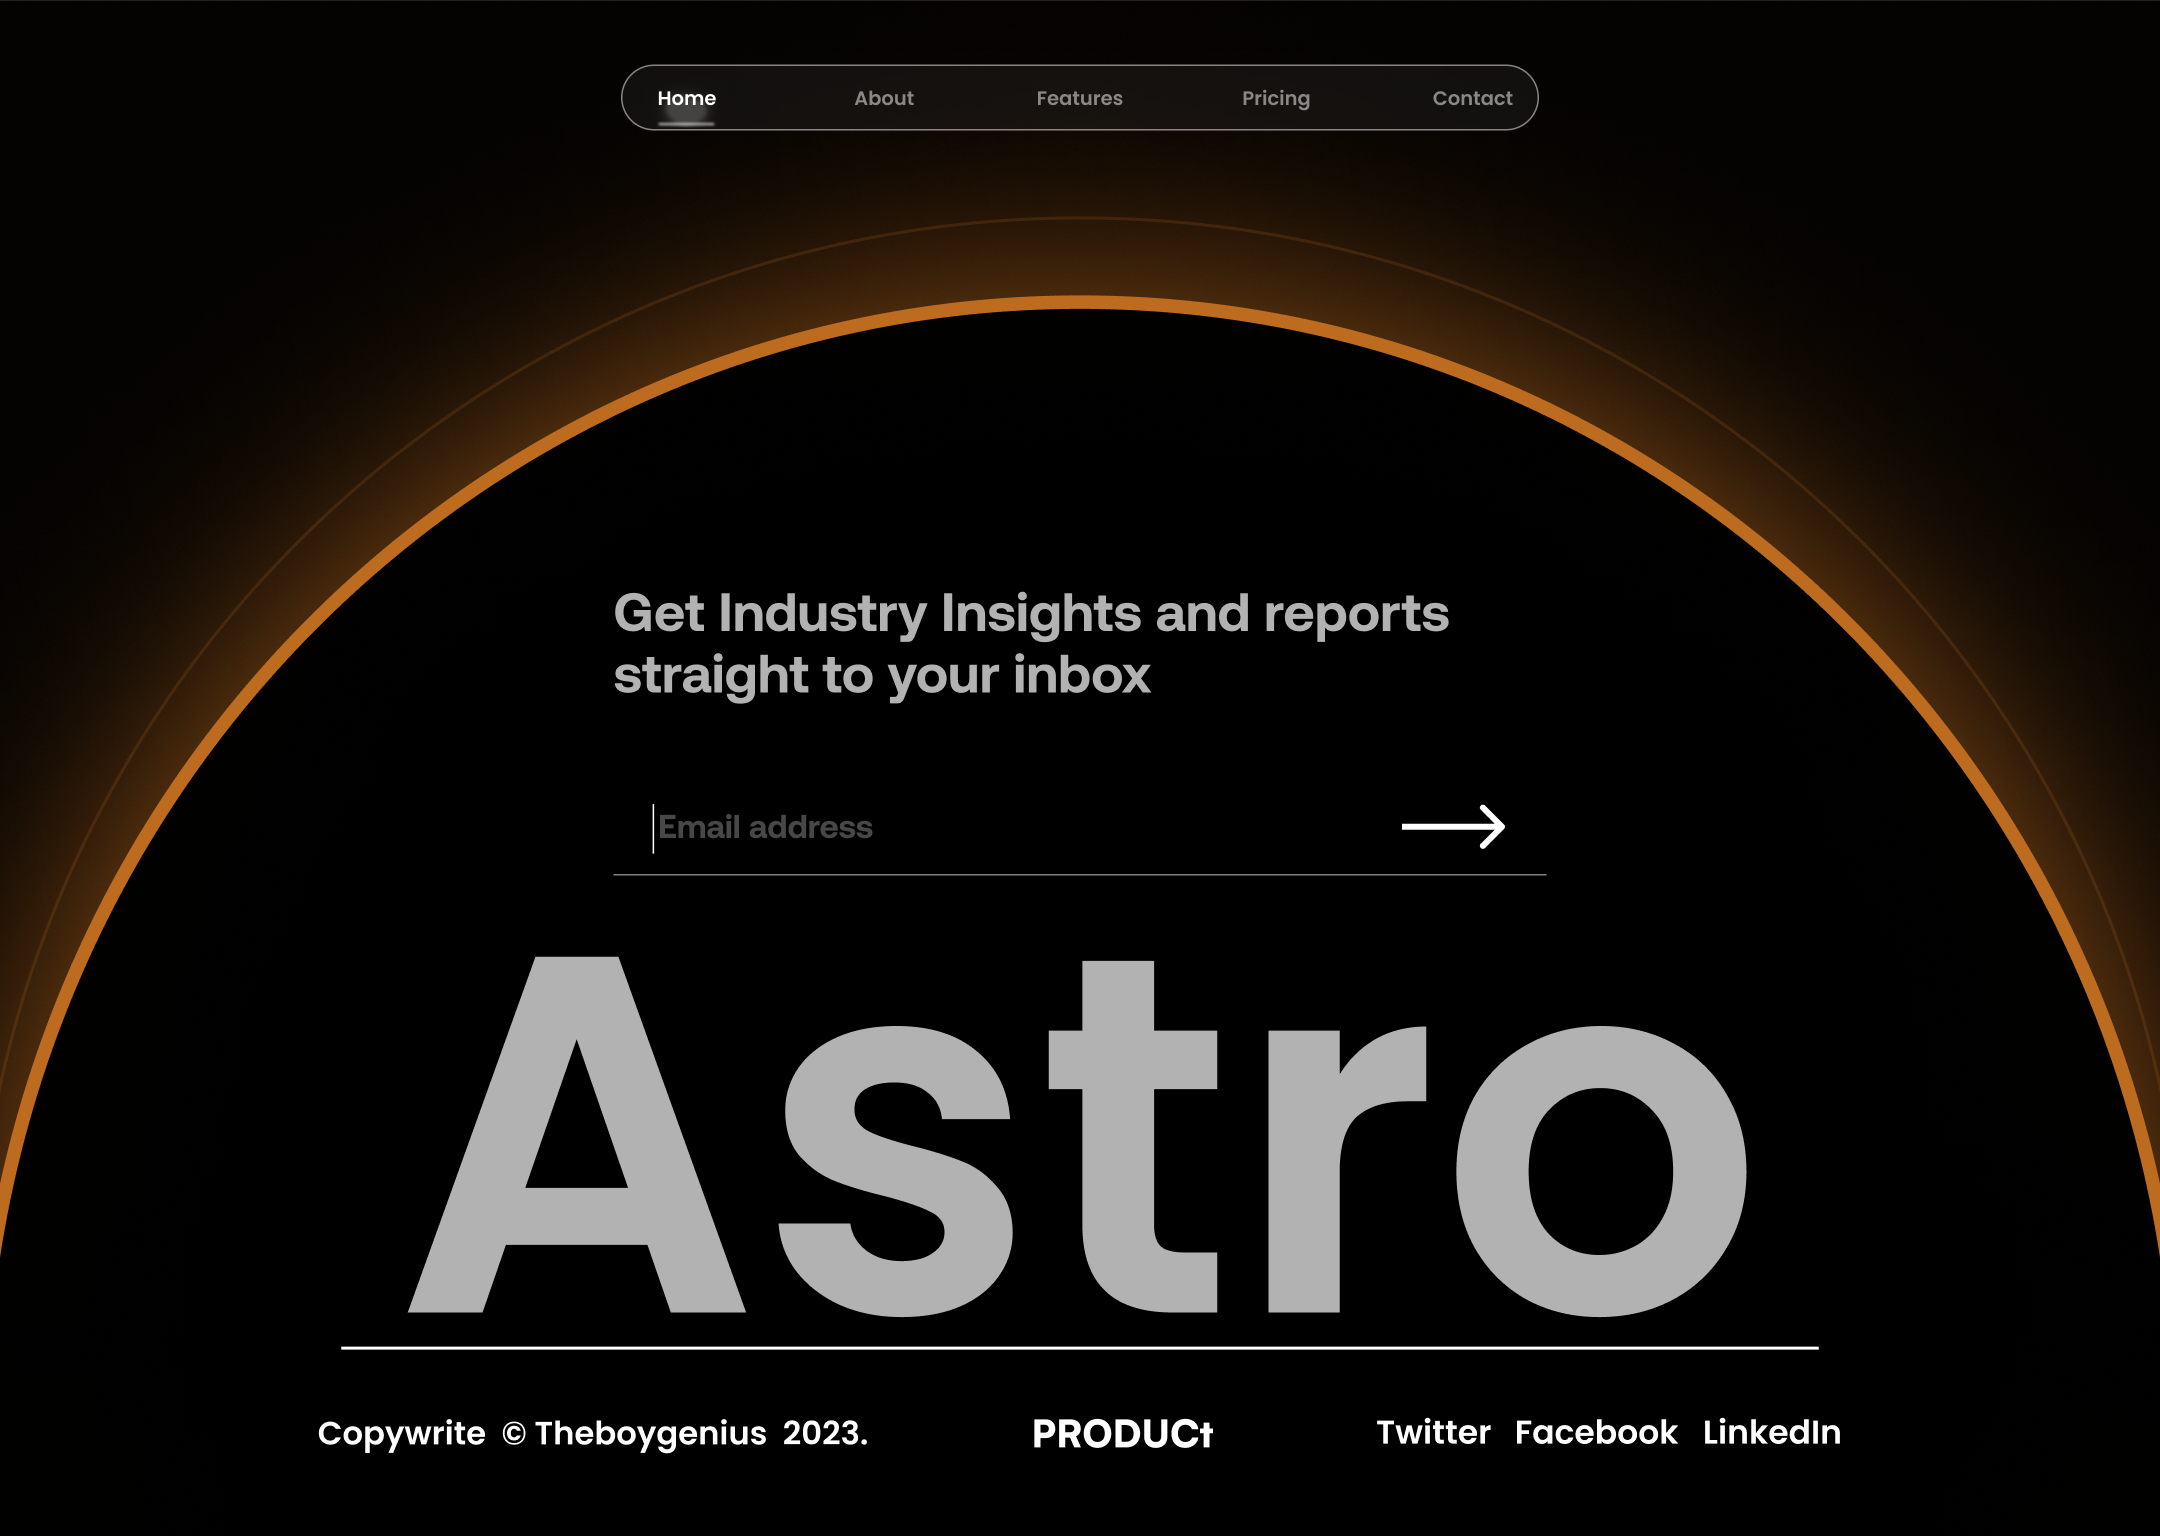 Home About Features Pricing Contact
Get Industry Insights and reports
straight to your inbox
Email address
Astro
Copywrite © Theboygenius 2023. PRODUCt Twitter Facebook LinkedIn